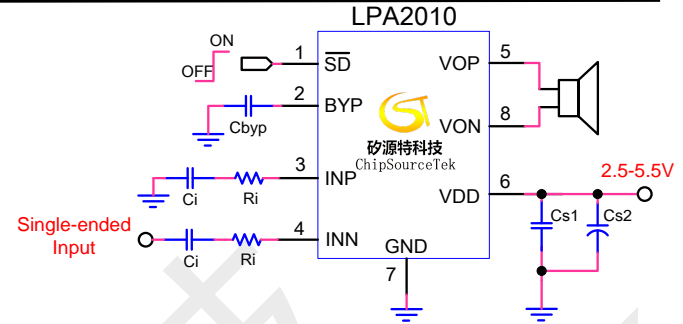 LPA2010
ON
OFF
1
SD
2
BYP
Cbyp
3
INP
Ci
Ri
Single-ended
Input
4
INN
Ci
Ri
矽源特科技
ChipSourceTek
VOP
5
VON
8
VDD
6
2.5-5.5V
Cs1
Cs2
GND
7